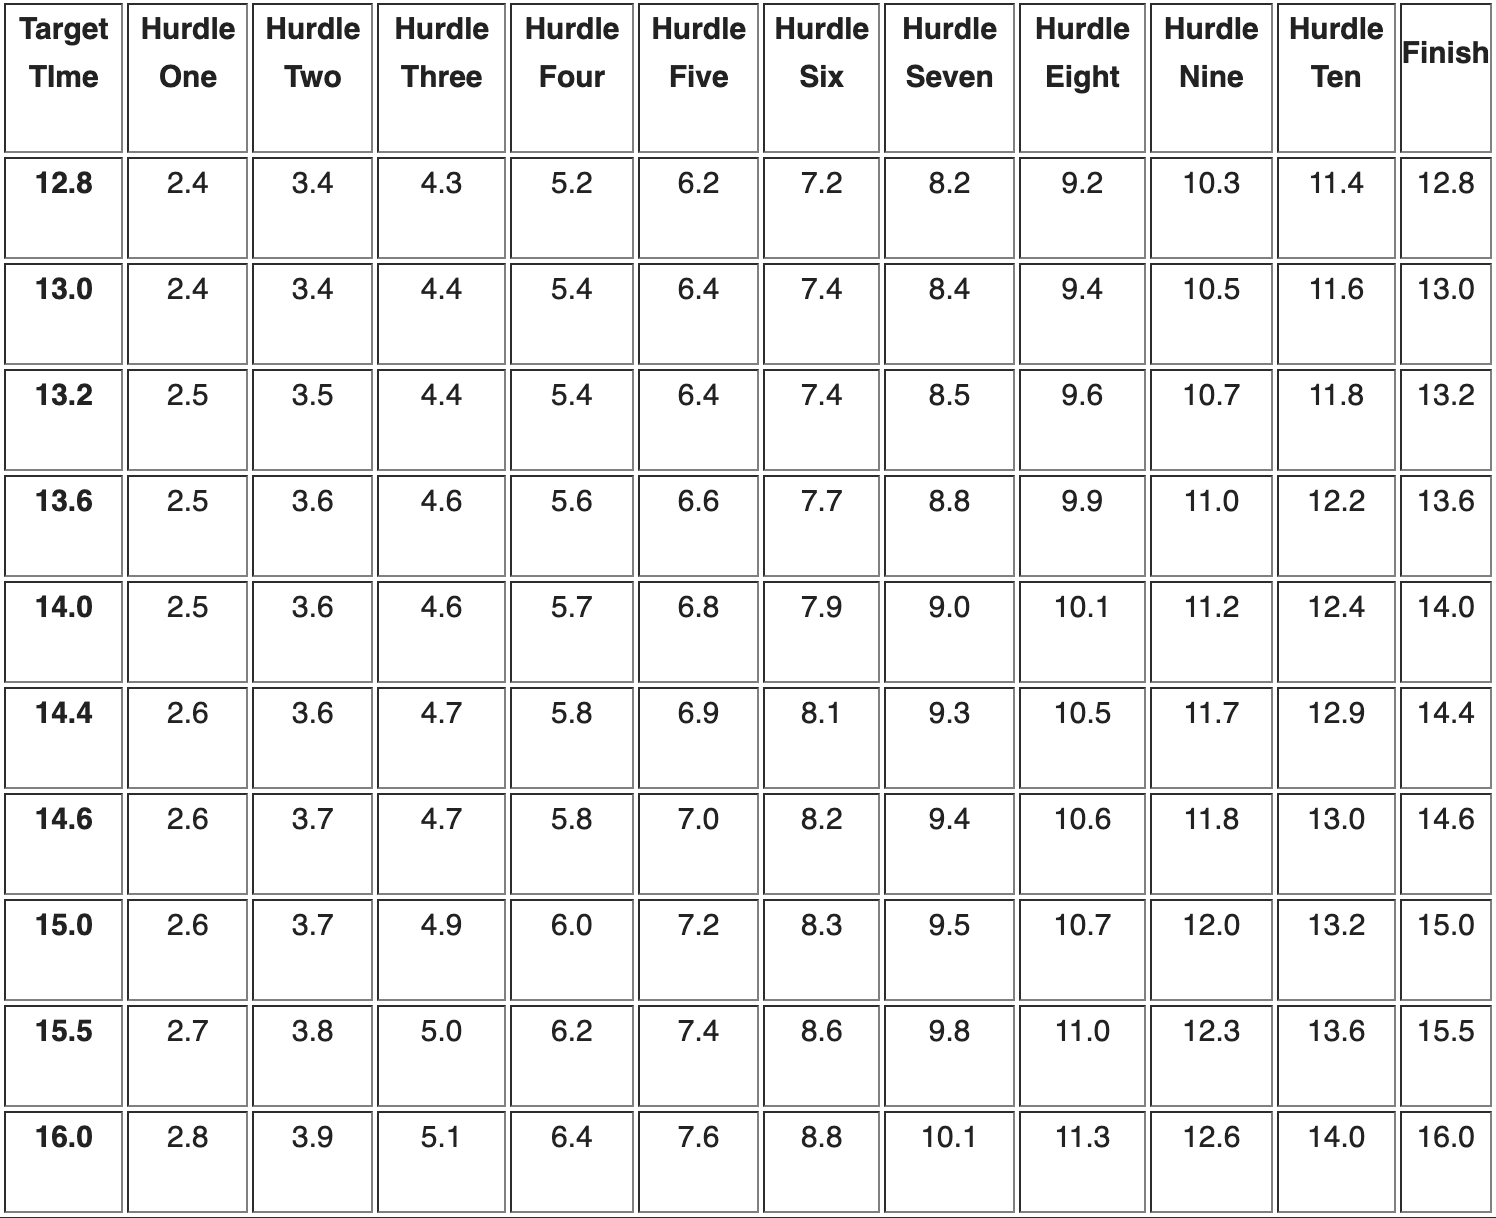 Target Hurdle Hurdle Hurdle Hurdle Hurdle Hurdle Hurdle Hurdle Hurdle Hurdle Finish
TIme One Two Three Four Five Six Seven Eight Nine Ten
12.8 2.4 3.4 4.3 5.2 6.2 7.2 8.2 9.2 10.3 11.4 12.8
13.0 2.4 3.4 4.4 5.4 6.4 7.4 8.4 9.4 10.5 11.6 13.0
13.2 2.5 3.5 4.4 5.4 6.4 7.4 8.5 9.6 10.7 11.8 13.2
13.6 2.5 3.6 4.6 5.6 6.6 7.7 8.8 9.9 11.0 12.2 13.6
14.0 2.5 3.6 4.6 5.7 6.8 7.9 9.0 10.1 11.2 12.4 14.0
14.4 2.6 3.6 4.7 5.8 6.9 8.1 9.3 10.5 11.7 12.9 14.4
14.6 2.6 3.7 4.7 5.8 7.0 8.2 9.4 10.6 11.8 13.0 14.6
15.0 2.6 3.7 4.9 6.0 7.2 8.3 9.5 10.7 12.0 13.2 15.0
15.5 2.7 3.8 5.0 6.2 7.4 8.6 9.8 11.0 12.3 13.6 15.5
16.0 2.8 3.9 5.1 6.4 7.6 8.8 10.1 11.3 12.6 14.0 16.0